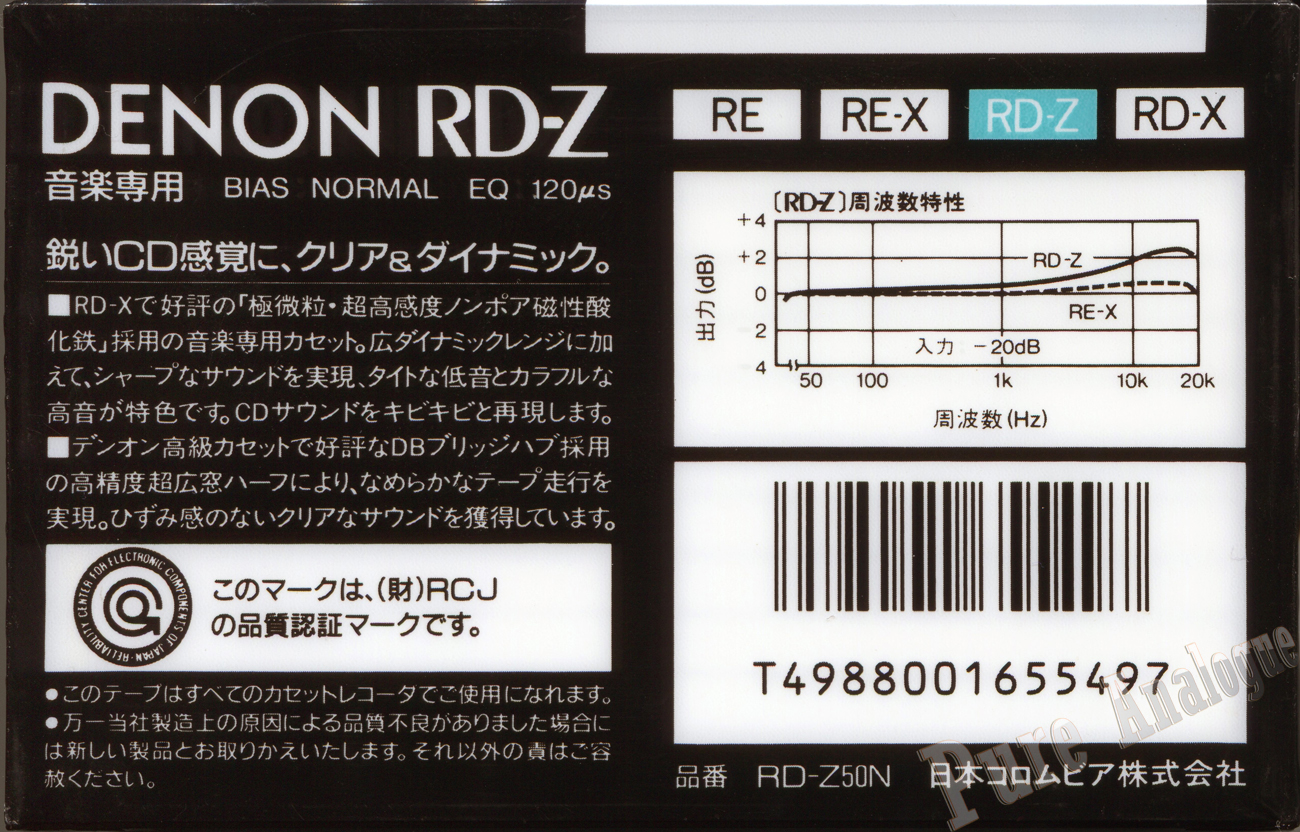 DENON RD-Z
音楽専用 BIAS NORMAL EQ 120μs
鋭いCD感覚に、クリア&ダイナミック。
■RD-Xで好評の「極微粒・超高感度ノンポア磁性酸
化鉄」採用の音楽専用カセット。広ダイナミックレンジに加
えて、シャープなサウンドを実現、タイトな低音とカラフルな
高音が特色です。CDサウンドをキビキビと再現します。
■デンオン高級カセットで好評なDBブリッジハブ採用
の高精度超広窓ハーフにより、なめらかなテープ走行を
実現。ひずみ感のないクリアなサウンドを獲得しています。
RELIABILITY CENTER FOR ELECTRONIC COMPONENTS OF JAPAN
このマークは、(財)RCJ
の品質認証マークです。
●このテープはすべてのカセットレコーダでご使用になれます。
●万一当社製造上の原因による品質不良がありました場合に
は新しい製品とお取りかえいたします。それ以外の責はご容
赦ください。
RE RE-X RD-Z RD-X
〔RD-Z〕周波数特性
出力(dB)
+4
+2
0
2
4
RD-Z
RE-X
入力 -20dB
50 100 1k 10k 20k
周波数(Hz)
T4988001655497
品番 RD-Z50N 日本コロムビア株式会社
Pure Analogue